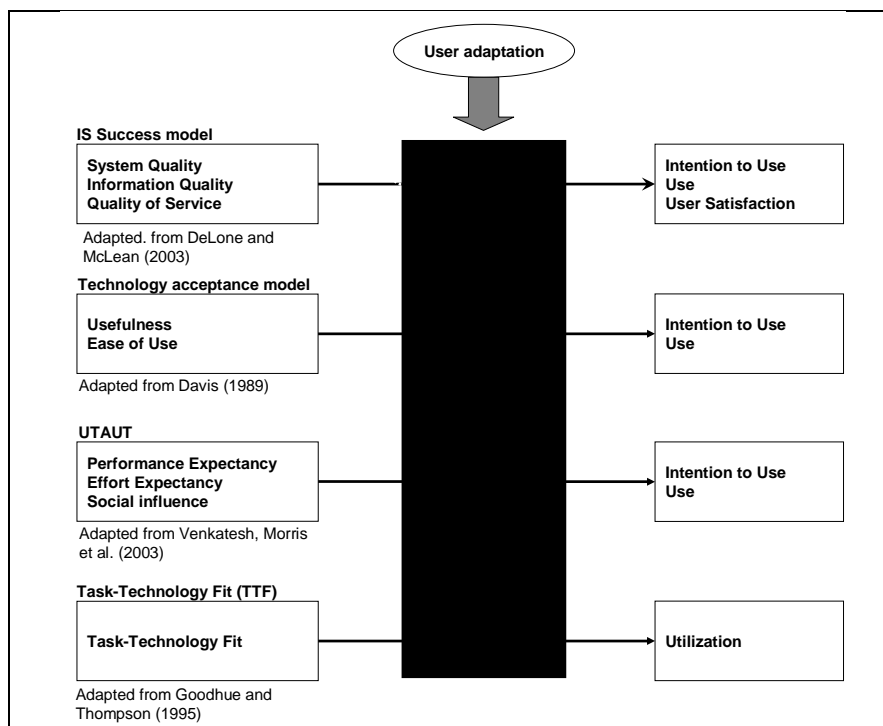 User adaptation
IS Success model
System Quality
Information Quality
Quality of Service
Intention to Use
Use
User Satisfaction
Adapted. from DeLone and
McLean (2003)
Technology acceptance model
Usefulness
Ease of Use
Intention to Use
Use
Adapted from Davis (1989)
UTAUT
Performance Expectancy
Effort Expectancy
Social influence
Intention to Use
Use
Adapted from Venkatesh, Morris
et al. (2003)
Task-Technology Fit (TTF)
Task-Technology Fit
Utilization
Adapted from Goodhue and
Thompson (1995)